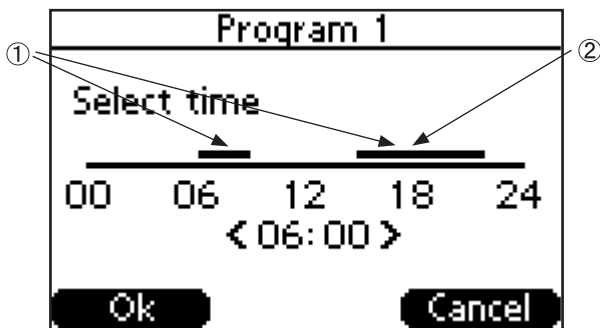 Program 1
① ②
Select time
00 06 12 18 24
< 06:00 >
Ok Cancel